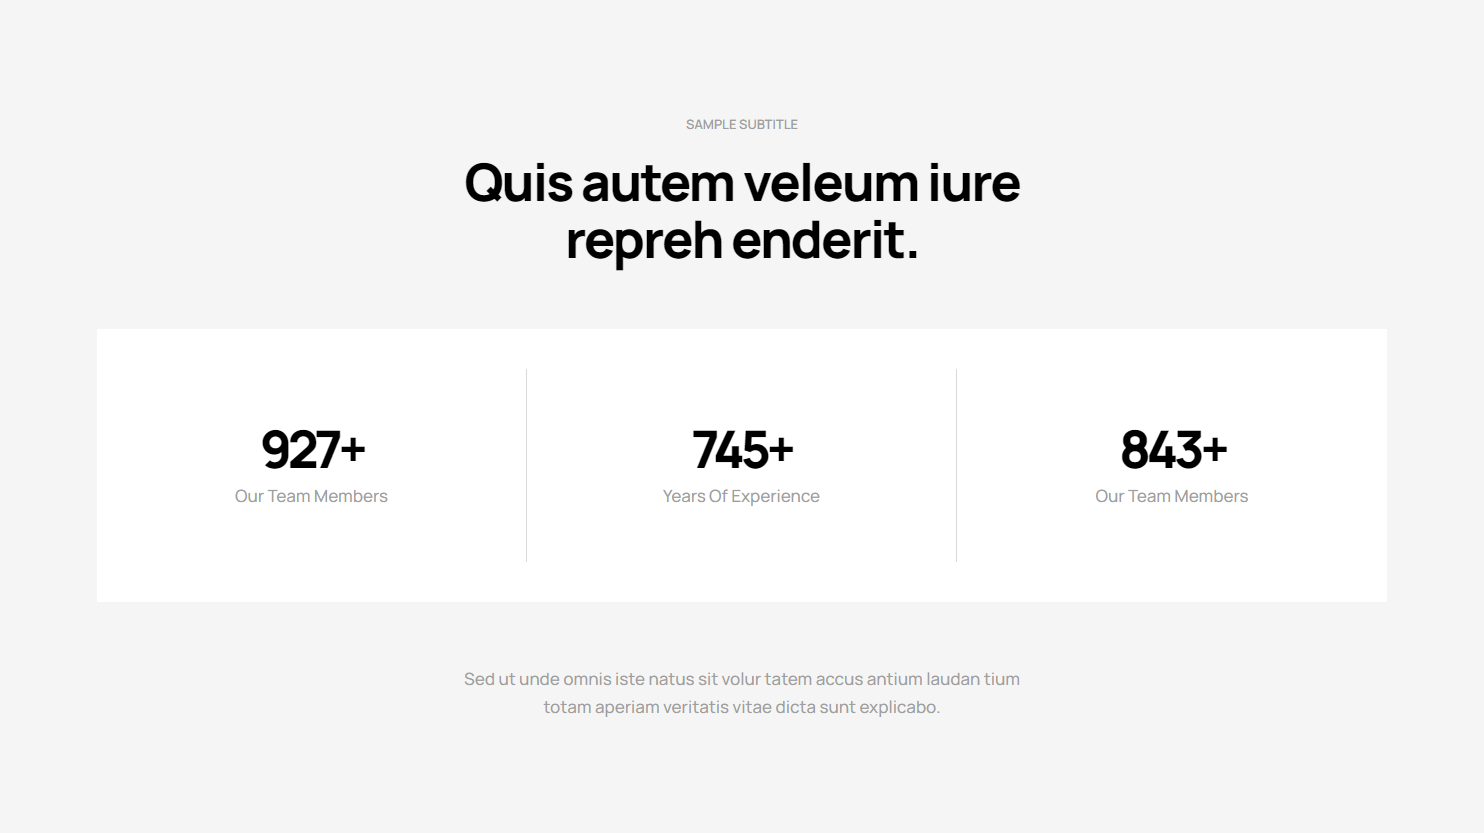 SAMPLE SUBTITLE
Quis autem veleum iure
repreh enderit.
927+
Our Team Members
745+
Years Of Experience
843+
Our Team Members
Sed ut unde omnis iste natus sit volur tatem accus antium laudan tium
totam aperiam veritatis vitae dicta sunt explicabo.